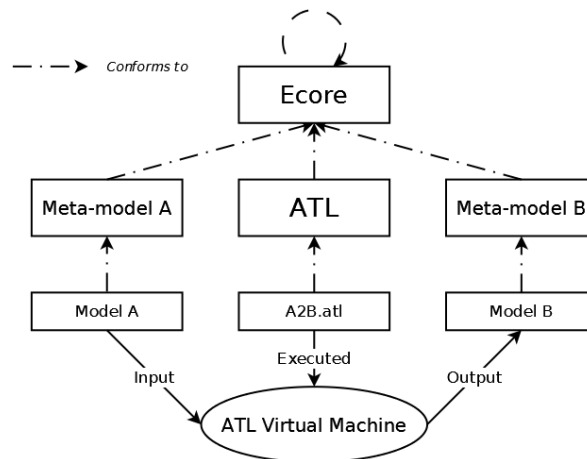 Conforms to
Ecore
Meta-model A
ATL
Meta-model B
Model A
A2B.atl
Model B
Input
Executed
Output
ATL Virtual Machine